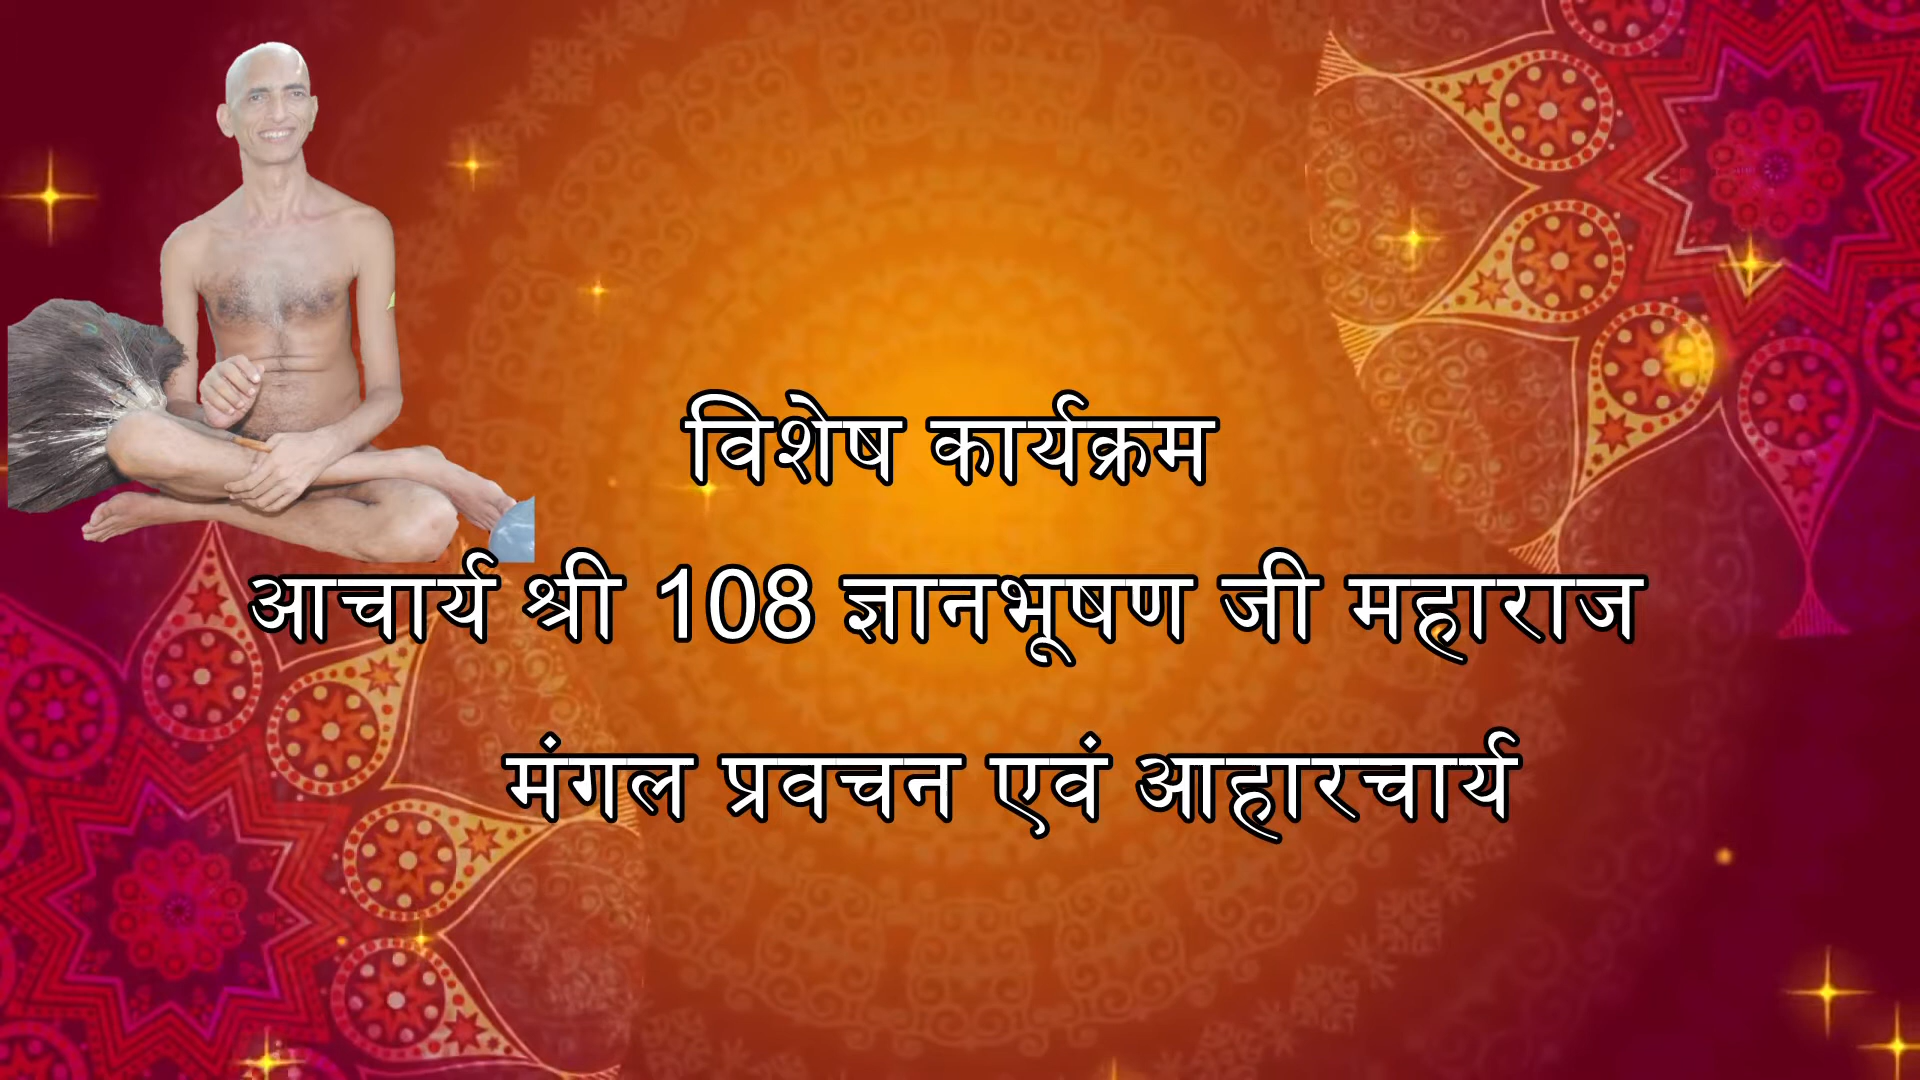 विशेष कार्यक्रम
आचार्य श्री 108 ज्ञानभूषण जी महाराज
मंगल प्रवचन एवं आहारचार्य